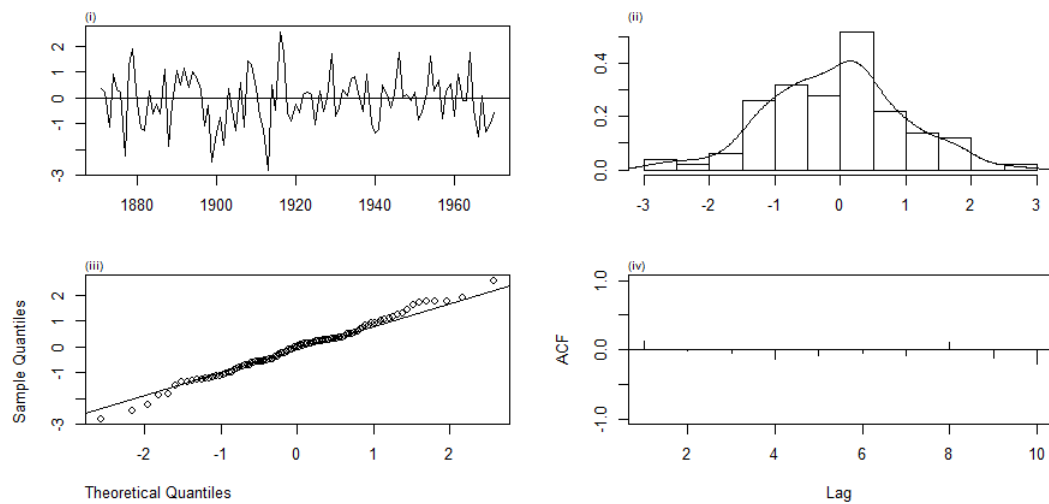 (i)
2
1
0
-1
-3
1880 1900 1920 1940 1960
(ii)
0.4
0.2
0.0
-3 -2 -1 0 1 2 3
(iii)
Sample Quantiles
2
1
0
-1
-3
-2 -1 0 1 2
Theoretical Quantiles
(iv)
ACF
1.0
0.0
-1.0
2 4 6 8 10
Lag